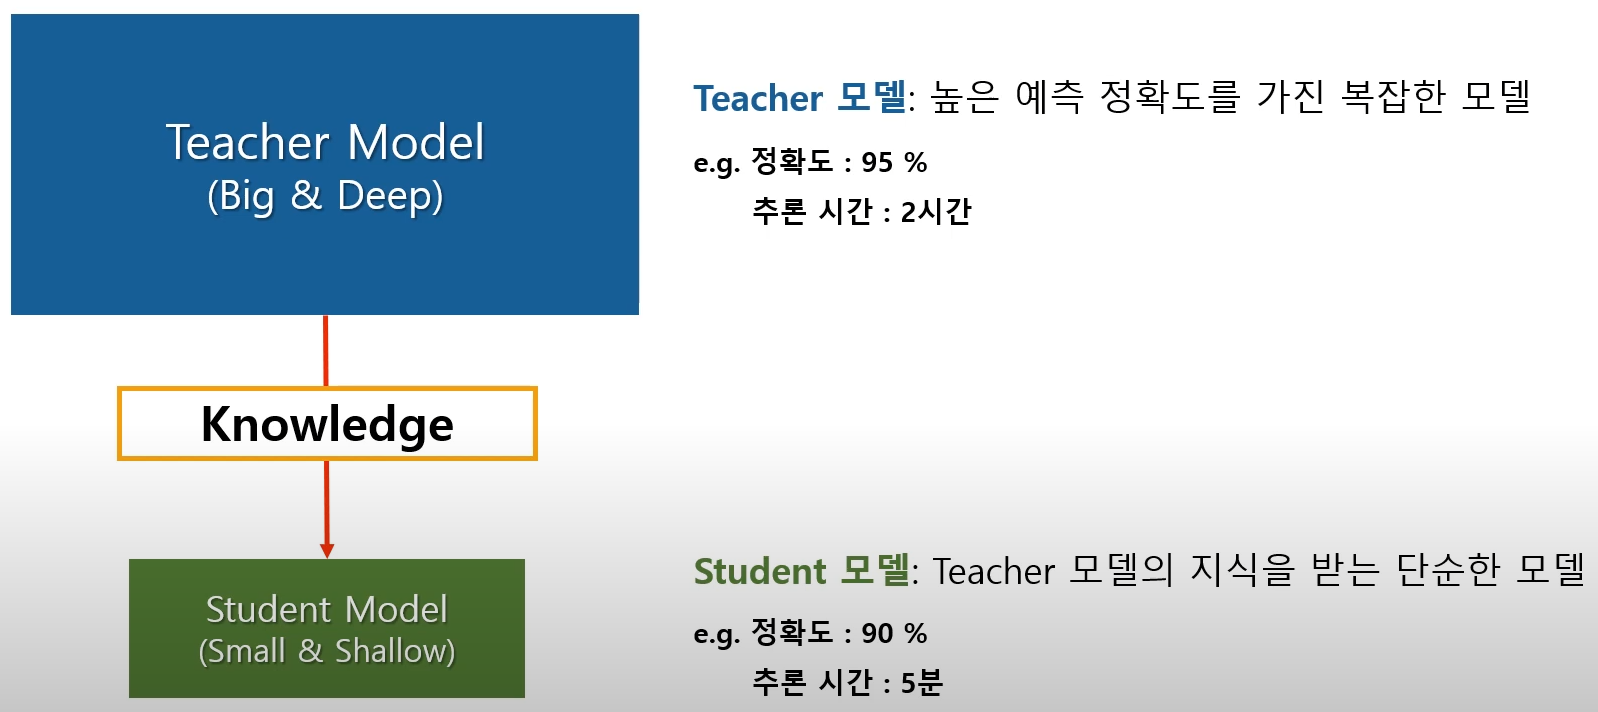 Teacher Model
(Big & Deep)
Teacher 모델: 높은 예측 정확도를 가진 복잡한 모델
e.g. 정확도 : 95 %
추론 시간 : 2시간
Knowledge
Student Model
(Small & Shallow)
Student 모델: Teacher 모델의 지식을 받는 단순한 모델
e.g. 정확도 : 90 %
추론 시간 : 5분